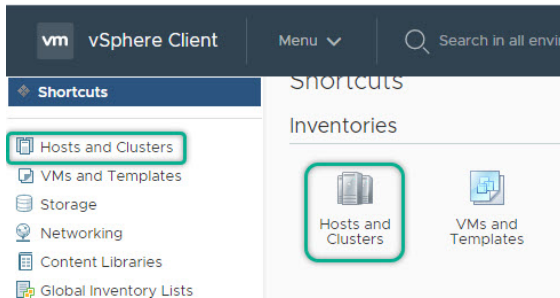 vm vSphere Client Menu Search in all envi
Shortcuts
Hosts and Clusters
VMs and Templates
Storage
Networking
Content Libraries
Global Inventory Lists
Shortcuts
Inventories
Hosts and
Clusters
VMs and
Templates